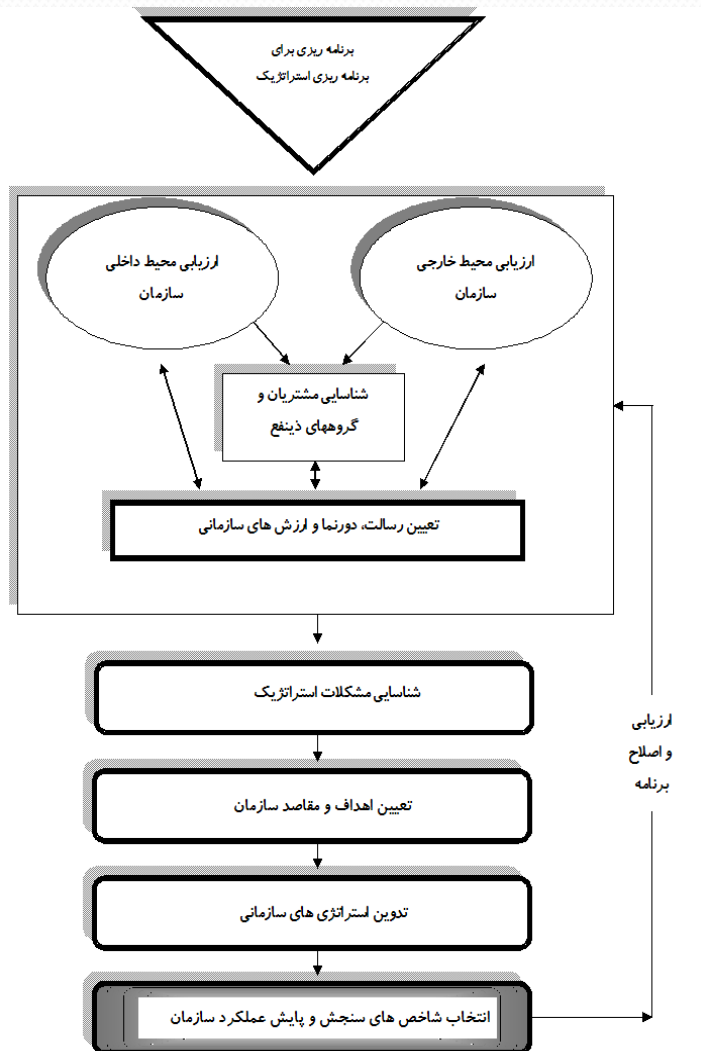 برنامه ریزی برای
برنامه ریزی استراتژیک
ارزیابی محیط خارجی
سازمان
ارزیابی محیط داخلی
سازمان
شناسایی مشتریان و
گروههای ذینفع
تعیین رسالت، دورنما و ارزش های سازمانی
شناسایی مشکلات استراتژیک
تعیین اهداف و مقاصد سازمان
تدوین استراتژی های سازمانی
انتخاب شاخص های سنجش و پایش عملکرد سازمان
ارزیابی
و اصلاح
برنامه